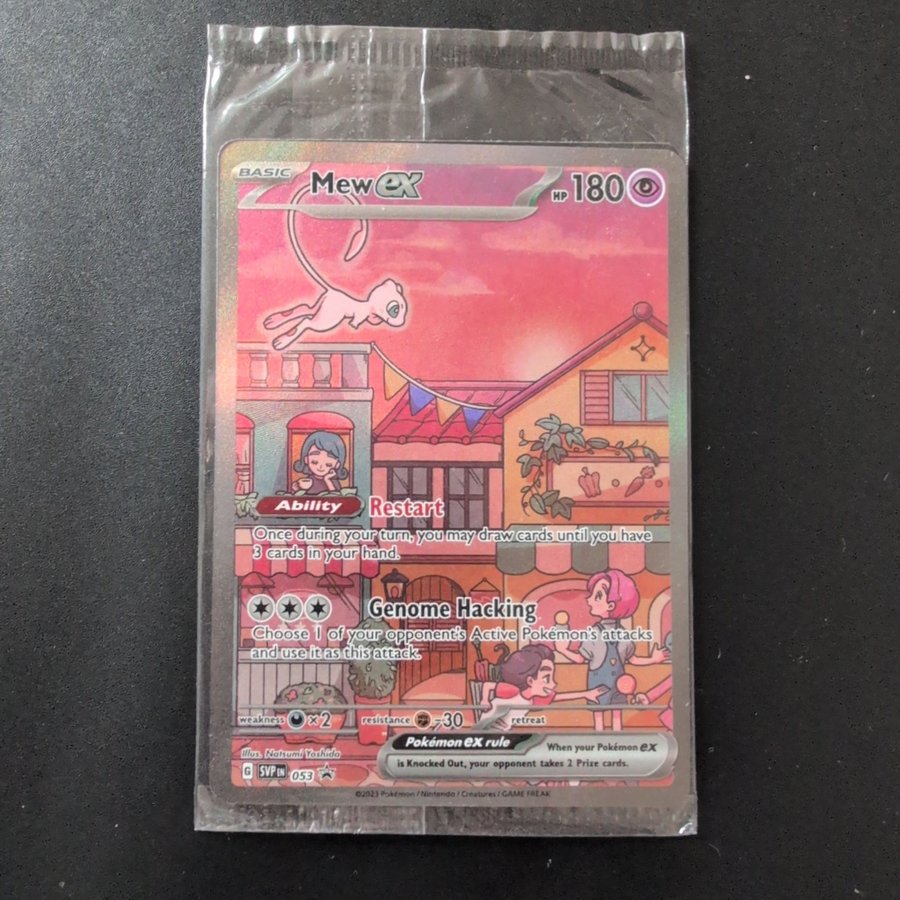 BASIC Mew ex HP 180
Ability Restart
Once during your turn, you may draw cards until you have
3 cards in your hand.
Genome Hacking
Choose 1 of your opponent's Active Pokémon's attacks
and use it as this attack.
weakness ×2 resistance -30 retreat
Illus. Natsumi Yoshida
Pokémon ex rule When your Pokémon ex
is Knocked Out, your opponent takes 2 Prize cards.
G SVP EN 053
©2023 Pokémon / Nintendo / Creatures / GAME FREAK